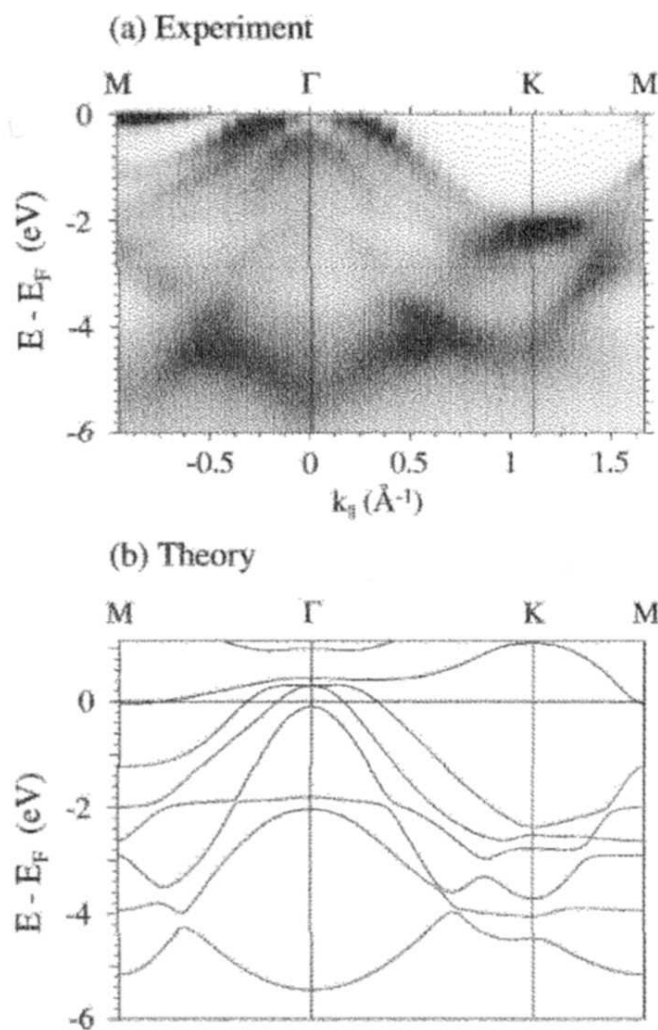 (a) Experiment
M Γ K M
0
-2
-4
-6
E - E_F (eV)
-0.5 0 0.5 1 1.5
k_∥ (Å⁻¹)
(b) Theory
M Γ K M
0
-2
-4
-6
E - E_F (eV)